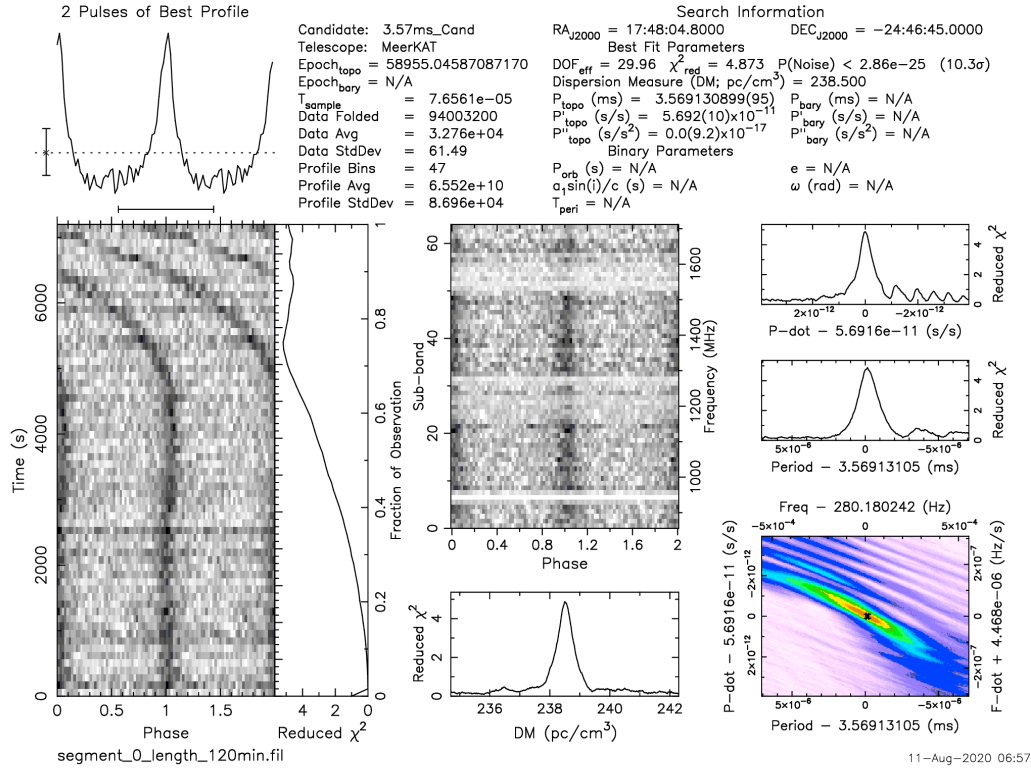 2 Pulses of Best Profile
Search Information
Candidate: 3.57ms_Cand
Telescope: MeerKAT
Epoch_topo = 58955.04587087170
Epoch_bary = N/A
T_sample = 7.6561e-05
Data Folded = 94003200
Data Avg = 3.276e+04
Data StdDev = 61.49
Profile Bins = 47
Profile Avg = 6.552e+10
Profile StdDev = 8.696e+04
RA_J2000 = 17:48:04.8000 DEC_J2000 = -24:46:45.0000
Best Fit Parameters
DOF_eff = 29.96 χ²_red = 4.873 P(Noise) < 2.86e-25 (10.3σ)
Dispersion Measure (DM; pc/cm³) = 238.500
P_topo (ms) = 3.569130899(95) P_bary (ms) = N/A
P'_topo (s/s) = 5.692(10)x10⁻¹¹ P'_bary (s/s) = N/A
P''_topo (s/s²) = 0.0(9.2)x10⁻¹⁷ P''_bary (s/s²) = N/A
Binary Parameters
P_orb (s) = N/A e = N/A
a₁sin(i)/c (s) = N/A ω (rad) = N/A
T_peri = N/A
Time (s)
0 2000 4000 6000
0 0.5 1 1.5
Phase
4 2 0
Reduced χ²
0 0.2 0.4 0.6 0.8 1
Fraction of Observation
Sub-band
0 20 40 60
1000 1200 1400 1600
Frequency (MHz)
0 0.4 0.8 1.2 1.6 2
Phase
Reduced χ²
0 2 4
236 238 240 242
DM (pc/cm³)
0 2 4
Reduced χ²
2×10⁻¹² 0 -2×10⁻¹²
P-dot - 5.6916e-11 (s/s)
0 2 4
Reduced χ²
5×10⁻⁶ 0 -5×10⁻⁶
Period - 3.56913105 (ms)
Freq - 280.180242 (Hz)
-5×10⁻⁴ 0 5×10⁻⁴
P-dot - 5.6916e-11 (s/s)
-2×10⁻¹² 0 2×10⁻¹²
2×10⁻⁷ 0 -2×10⁻⁷
F-dot + 4.468e-06 (Hz/s)
5×10⁻⁶ 0 -5×10⁻⁶
Period - 3.56913105 (ms)
segment_0_length_120min.fil
11-Aug-2020 06:57